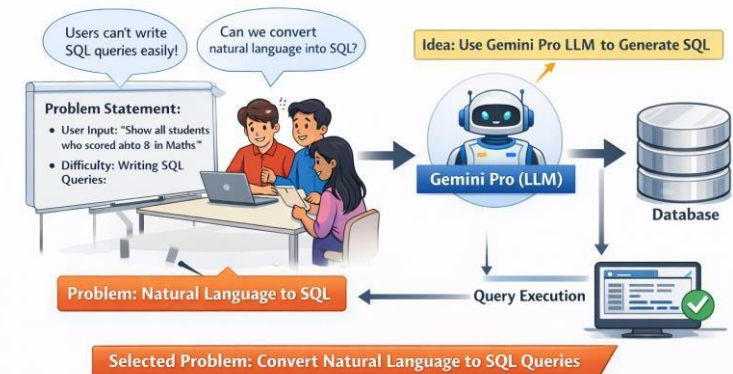 Users can't write
SQL queries easily!
Can we convert
natural language into SQL?
Idea: Use Gemini Pro LLM to Generate SQL
Problem Statement:
• User Input: "Show all students
who scored abto 8 in Maths"
• Difficulty: Writing SQL
Queries:
Gemini Pro (LLM)
Database
Problem: Natural Language to SQL
Query Execution
Selected Problem: Convert Natural Language to SQL Queries